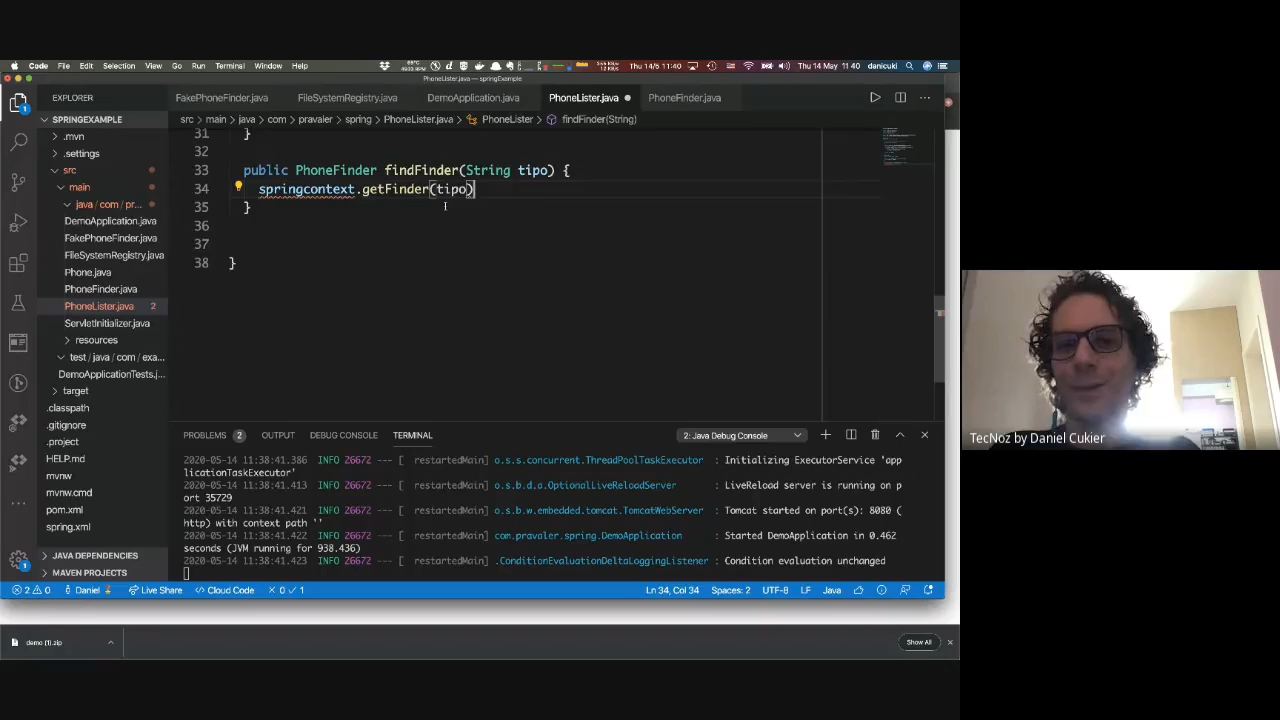 Code File Edit Selection View Go Run Terminal Window Help Thu 14/5 11:40 Thu 14 May 11 40 danicuki
PhoneLister.java — springExample
EXPLORER
FakePhoneFinder.java FileSystemRegistry.java DemoApplication.java PhoneLister.java PhoneFinder.java
src > main > java > com > pravaler > spring > PhoneLister.java > PhoneLister > findFinder(String)
SPRINGEXAMPLE
.mvn
.settings
src
main
java / com / pr...
DemoApplication.java
FakePhoneFinder.java
FileSystemRegistry.java
Phone.java
PhoneFinder.java
PhoneLister.java 2
ServletInitializer.java
resources
test / java / com / exa...
DemoApplicationTests.j...
target
.classpath
.gitignore
.project
HELP.md
mvnw
mvnw.cmd
pom.xml
spring.xml
JAVA DEPENDENCIES
MAVEN PROJECTS
31 }
32
33 public PhoneFinder findFinder(String tipo) {
34 springcontext.getFinder(tipo)
35 }
36
37
38 }
PROBLEMS 2 OUTPUT DEBUG CONSOLE TERMINAL 2: Java Debug Console
2020-05-14 11:38:41.386 INFO 26672 --- [ restartedMain] o.s.s.concurrent.ThreadPoolTaskExecutor : Initializing ExecutorService 'app
licationTaskExecutor'
2020-05-14 11:38:41.413 INFO 26672 --- [ restartedMain] o.s.b.d.a.OptionalLiveReloadServer : LiveReload server is running on p
ort 35729
2020-05-14 11:38:41.421 INFO 26672 --- [ restartedMain] o.s.b.w.embedded.tomcat.TomcatWebServer : Tomcat started on port(s): 8080 (
http) with context path ''
2020-05-14 11:38:41.422 INFO 26672 --- [ restartedMain] com.pravaler.spring.DemoApplication : Started DemoApplication in 0.462
seconds (JVM running for 938.436)
2020-05-14 11:38:41.423 INFO 26672 --- [ restartedMain] .ConditionEvaluationDeltaLoggingListener : Condition evaluation unchanged
2 0 Daniel Live Share Cloud Code 0 1 Ln 34, Col 34 Spaces: 2 UTF-8 LF Java
demo (1).zip Show All
TecNoz by Daniel Cukier